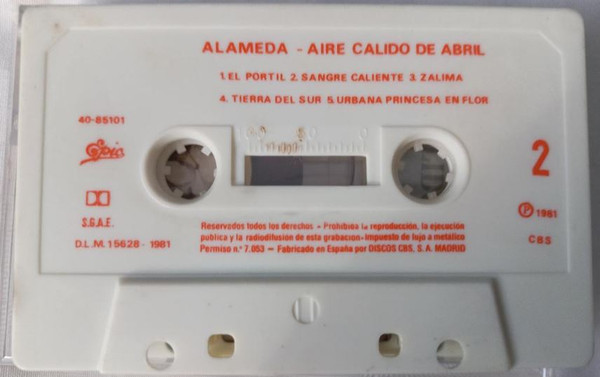 ALAMEDA - AIRE CALIDO DE ABRIL
1. EL PORTIL 2. SANGRE CALIENTE 3. ZALIMA
4. TIERRA DEL SUR 5. URBANA PRINCESA EN FLOR
40-85101
Epic
2
S.G.A.E.
D.L.M. 15628 - 1981
Reservados todos los derechos - Prohibida la reproducción, la ejecución
publica y la radiodifusión de esta grabacion - Impuesto de lujo a metálico
Permiso n.º 7.053 - Fabricado en España por DISCOS CBS, S. A. MADRID
Ⓟ 1981
CBS